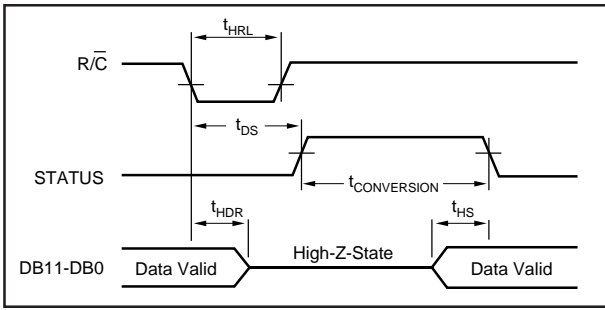 tHRL
R/C̅
tDS
STATUS
tCONVERSION
tHDR
tHS
DB11-DB0 Data Valid High-Z-State Data Valid